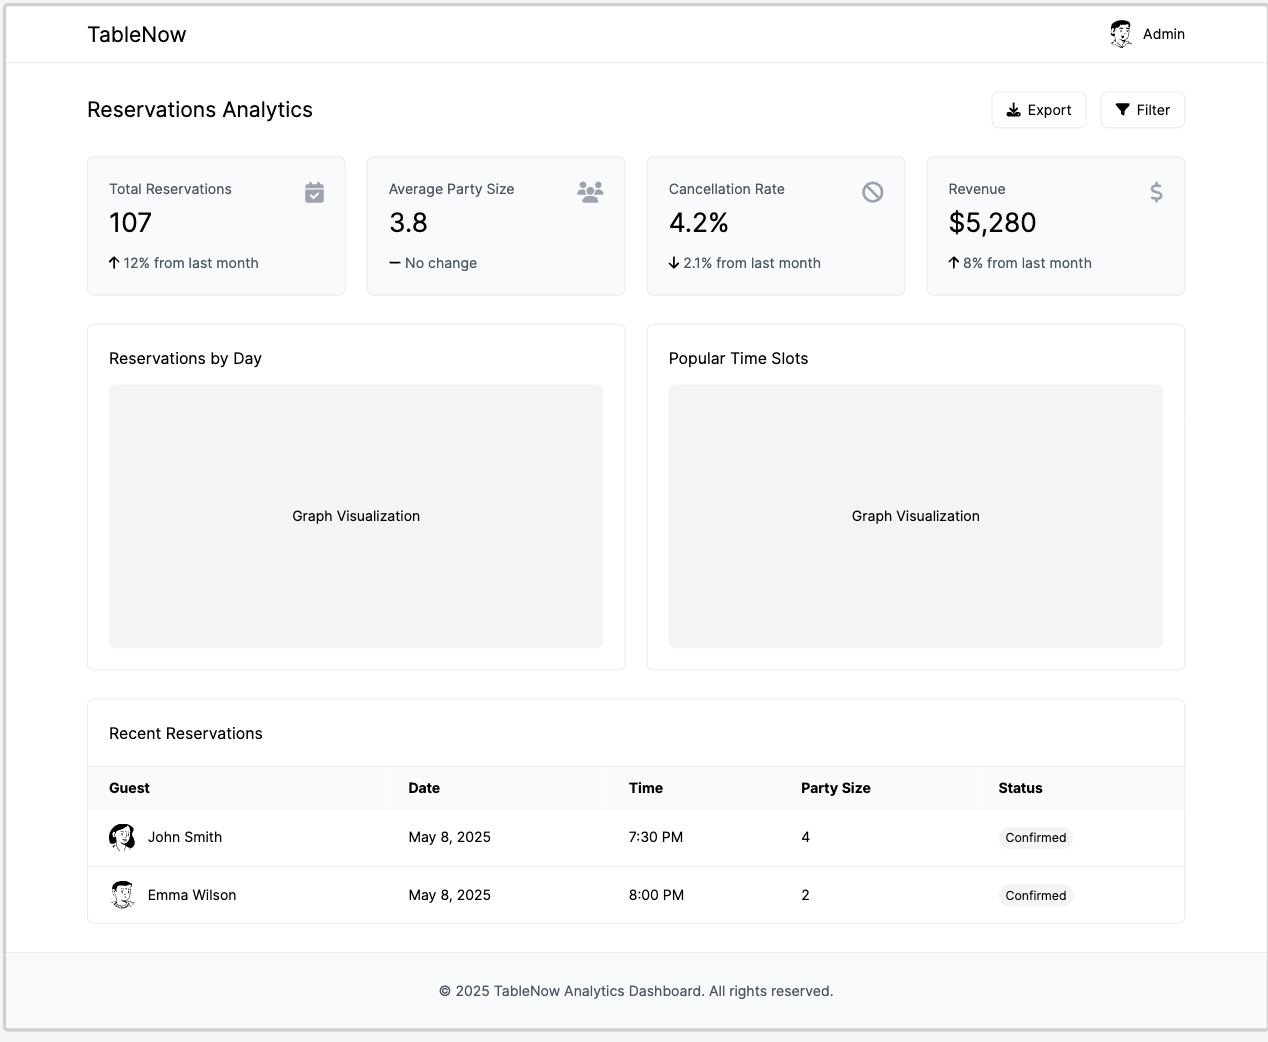 TableNow
Admin
Reservations Analytics
Export
Filter
Total Reservations
107
12% from last month
Average Party Size
3.8
No change
Cancellation Rate
4.2%
2.1% from last month
Revenue
$5,280
8% from last month
Reservations by Day
Graph Visualization
Popular Time Slots
Graph Visualization
Recent Reservations
Guest Date Time Party Size Status
John Smith May 8, 2025 7:30 PM 4 Confirmed
Emma Wilson May 8, 2025 8:00 PM 2 Confirmed
© 2025 TableNow Analytics Dashboard. All rights reserved.